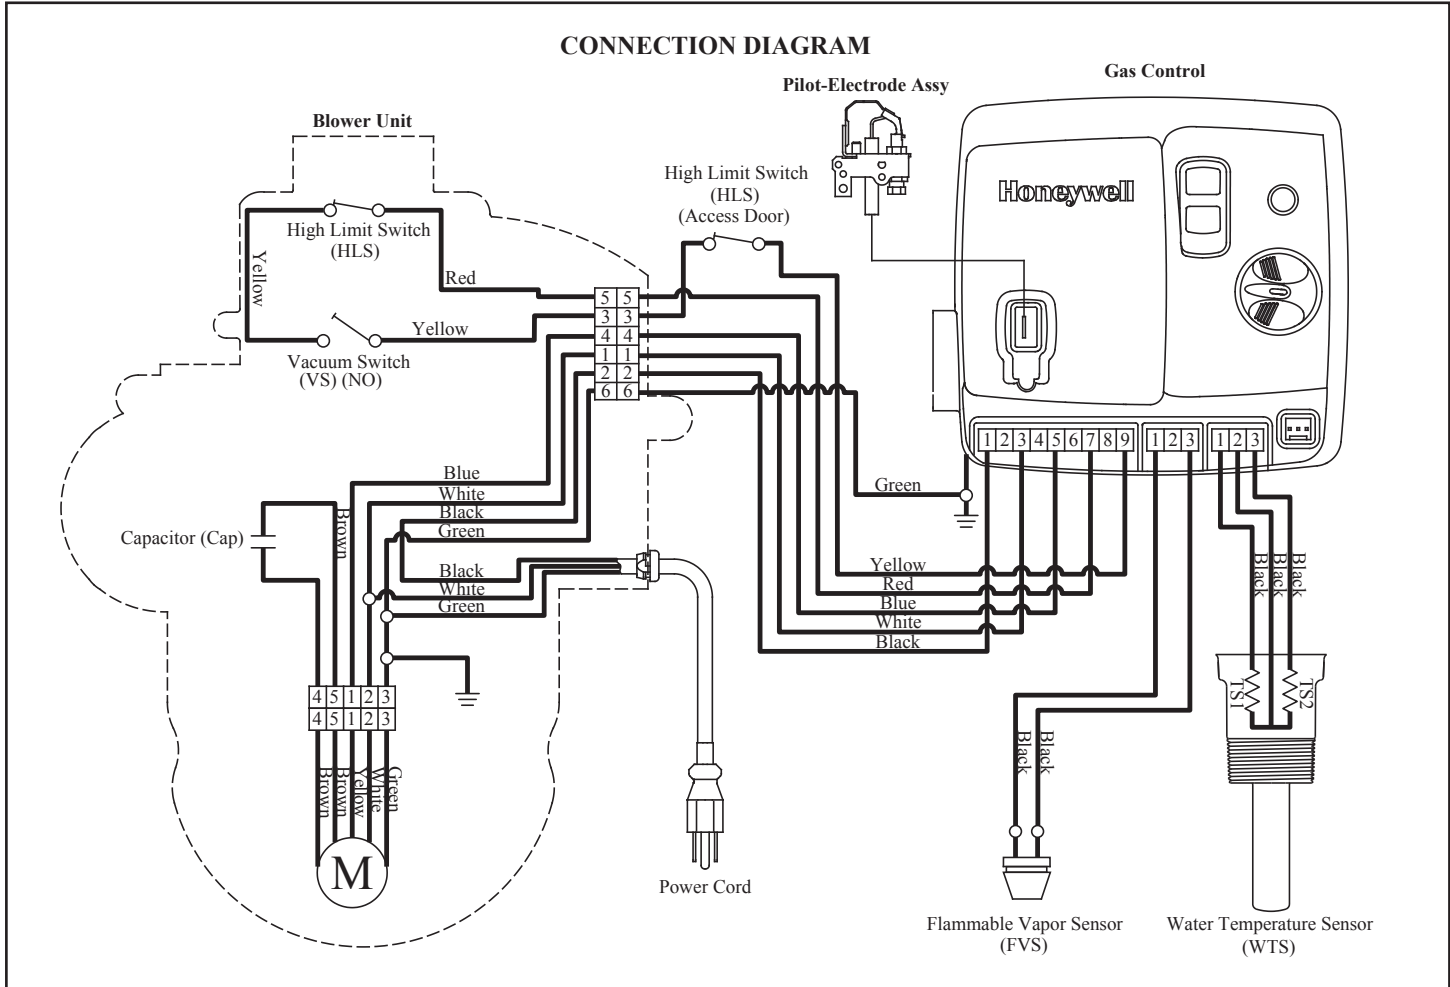 CONNECTION DIAGRAM
Gas Control
Pilot-Electrode Assy
Blower Unit
High Limit Switch
(HLS)
(Access Door)
Honeywell
High Limit Switch
(HLS)
Yellow
Red
Yellow
Vacuum Switch
(VS) (NO)
5 5
3 3
4 4
1 1
2 2
6 6
1 2 3 4 5 6 7 8 9
1 2 3
1 2 3
Blue
White
Black
Green
Green
Capacitor (Cap)
Brown
Black
White
Green
Yellow
Red
Blue
White
Black
Black
Black
Black
4 5 1 2 3
4 5 1 2 3
TS1
TS2
Brown
Brown
Yellow
White
Green
Black
Black
M
Power Cord
Flammable Vapor Sensor
(FVS)
Water Temperature Sensor
(WTS)